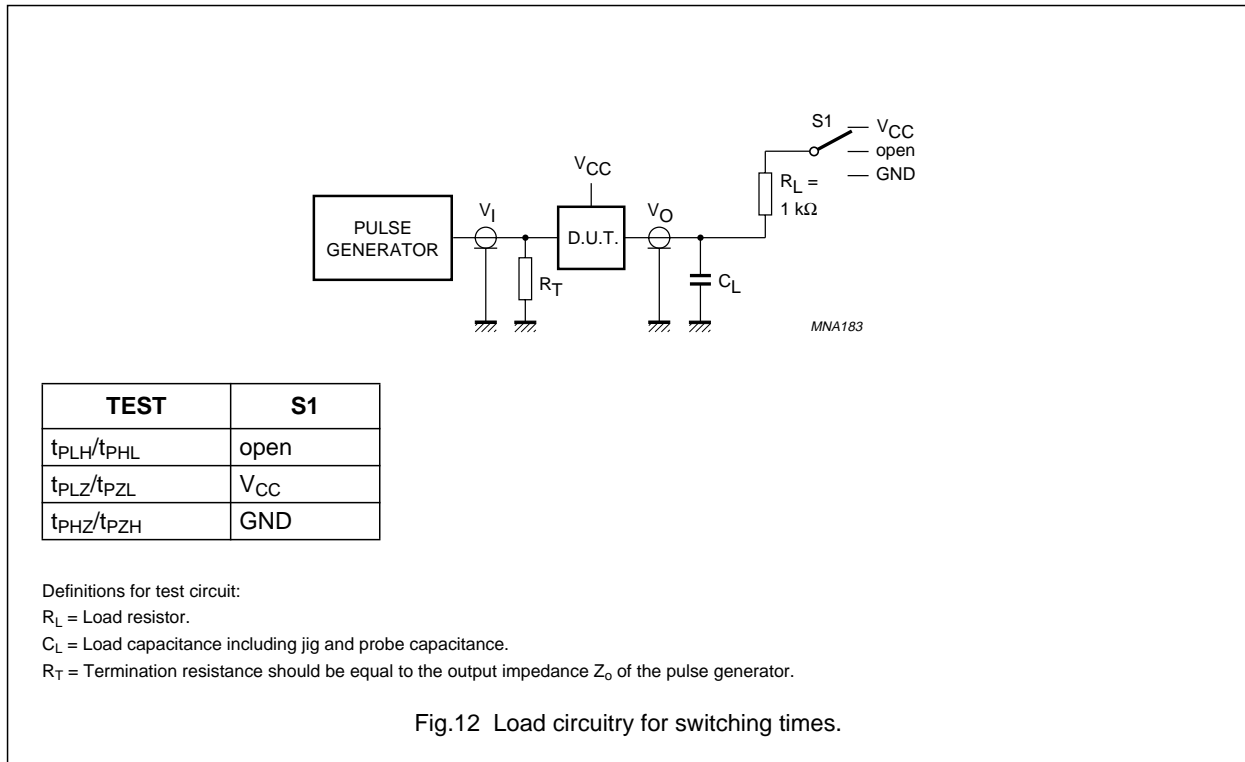 S1
V_CC
open
GND
V_CC
R_L =
1 kΩ
V_I
V_O
PULSE
GENERATOR
D.U.T.
R_T
C_L
MNA183
TEST S1
t_PLH/t_PHL open
t_PLZ/t_PZL V_CC
t_PHZ/t_PZH GND
Definitions for test circuit:
R_L = Load resistor.
C_L = Load capacitance including jig and probe capacitance.
R_T = Termination resistance should be equal to the output impedance Z_o of the pulse generator.
Fig.12 Load circuitry for switching times.